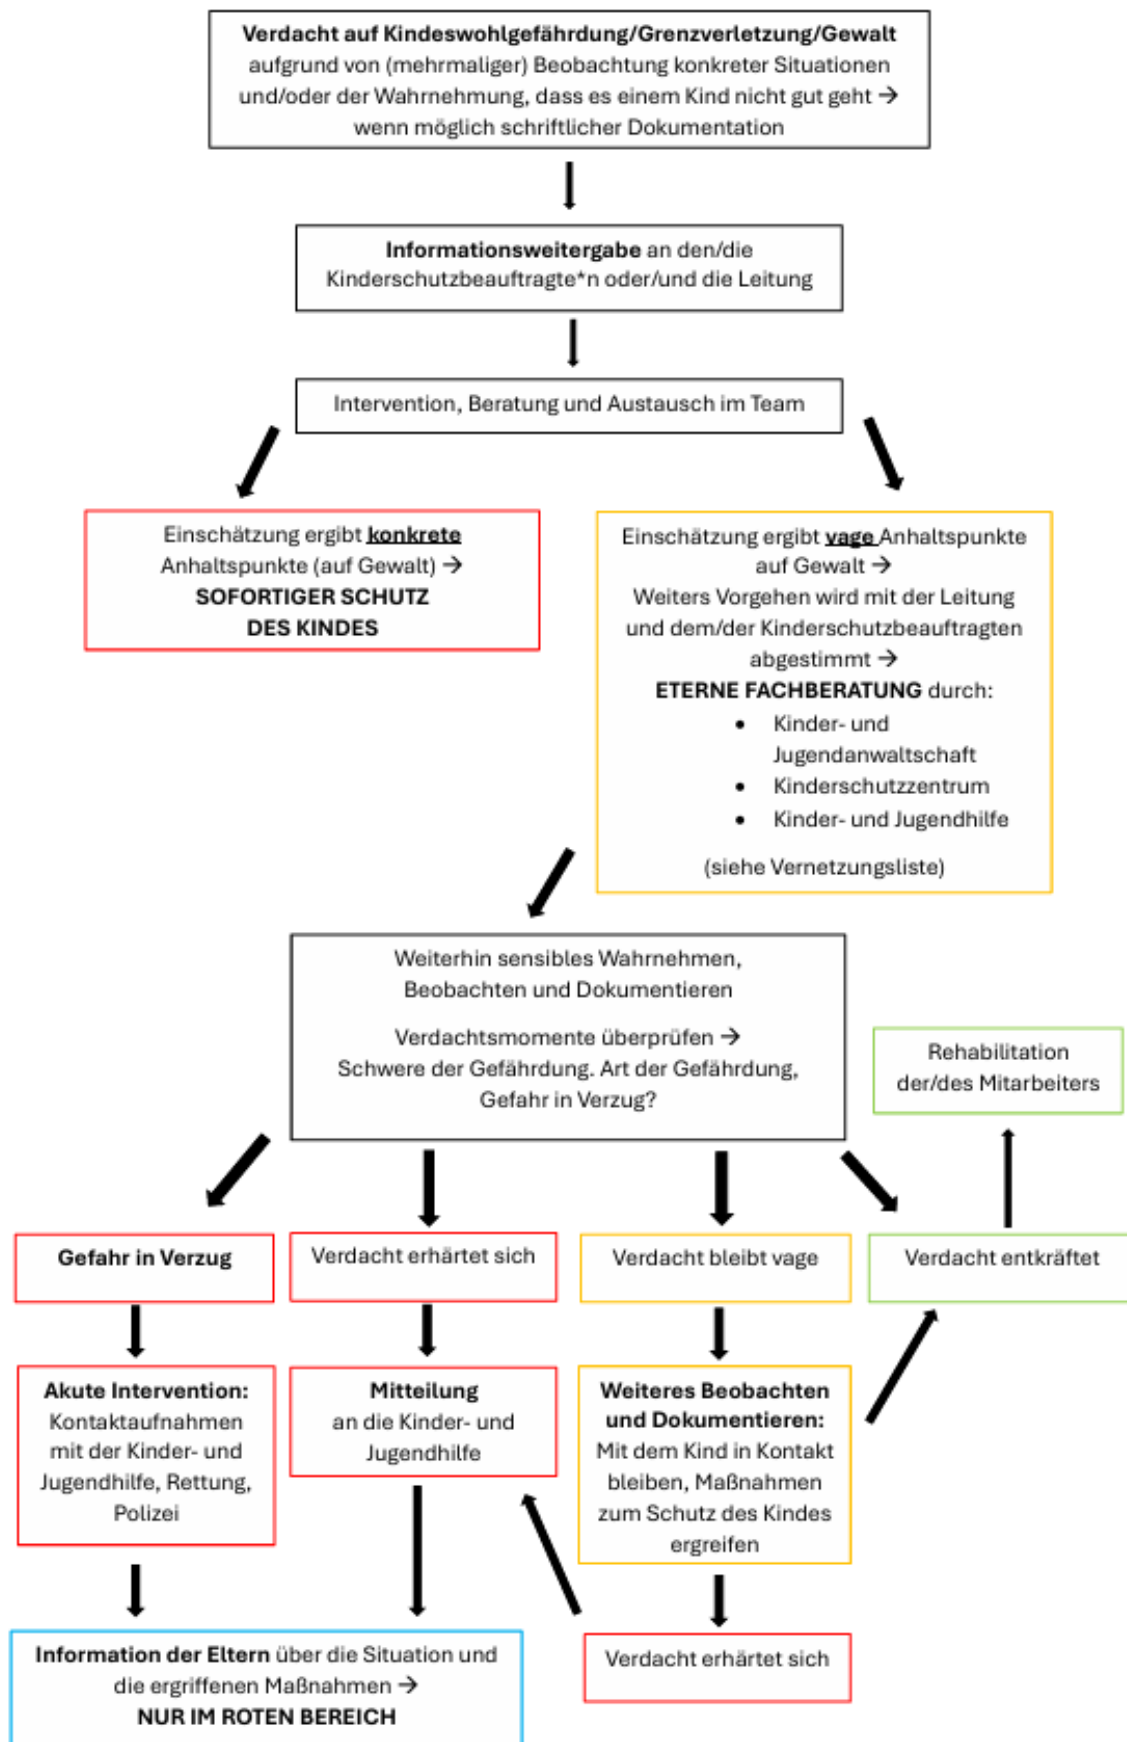 Verdacht auf Kindeswohlgefährdung/Grenzverletzung/Gewalt
aufgrund von (mehrmaliger) Beobachtung konkreter Situationen
und/oder der Wahrnehmung, dass es einem Kind nicht gut geht →
wenn möglich schriftlicher Dokumentation
Informationsweitergabe an den/die
Kinderschutzbeauftragte*n oder/und die Leitung
Intervention, Beratung und Austausch im Team
Einschätzung ergibt konkrete
Anhaltspunkte (auf Gewalt) →
SOFORTIGER SCHUTZ
DES KINDES
Einschätzung ergibt vage Anhaltspunkte
auf Gewalt →
Weiters Vorgehen wird mit der Leitung
und dem/der Kinderschutzbeauftragten
abgestimmt →
ETERNE FACHBERATUNG durch:
• Kinder- und
Jugendanwaltschaft
• Kinderschutzzentrum
• Kinder- und Jugendhilfe
(siehe Vernetzungsliste)
Weiterhin sensibles Wahrnehmen,
Beobachten und Dokumentieren
Verdachtsmomente überprüfen →
Schwere der Gefährdung. Art der Gefährdung,
Gefahr in Verzug?
Rehabilitation
der/des Mitarbeiters
Gefahr in Verzug
Verdacht erhärtet sich
Verdacht bleibt vage
Verdacht entkräftet
Akute Intervention:
Kontaktaufnahmen
mit der Kinder- und
Jugendhilfe, Rettung,
Polizei
Mitteilung
an die Kinder- und
Jugendhilfe
Weiteres Beobachten
und Dokumentieren:
Mit dem Kind in Kontakt
bleiben, Maßnahmen
zum Schutz des Kindes
ergreifen
Information der Eltern über die Situation und
die ergriffenen Maßnahmen →
NUR IM ROTEN BEREICH
Verdacht erhärtet sich